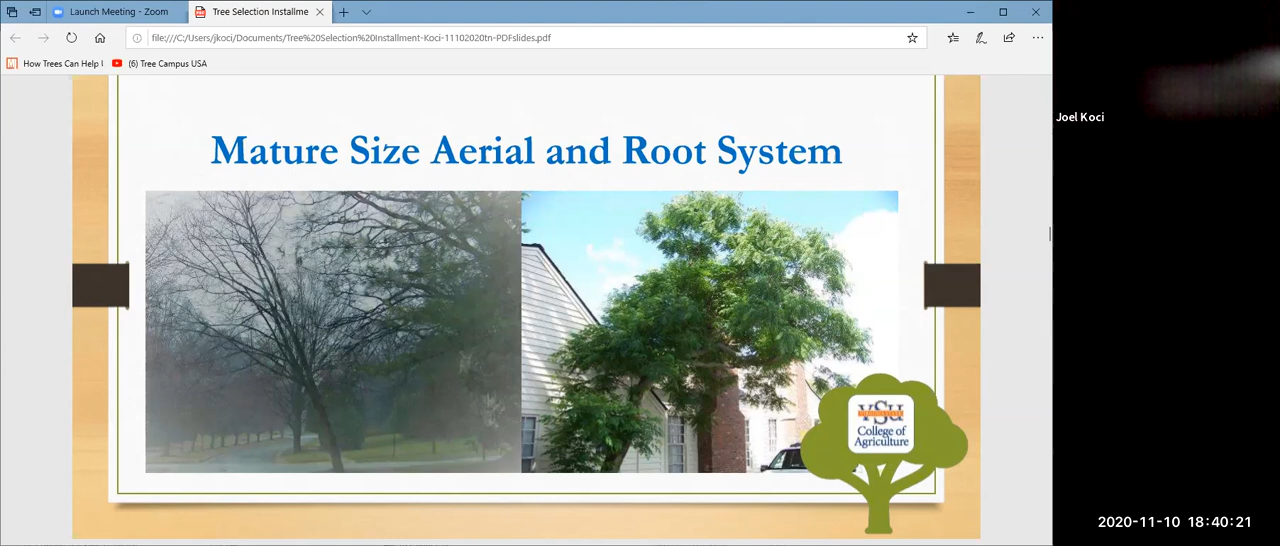 Launch Meeting - Zoom
Tree Selection Installme
file:///C:/Users/jkoci/Documents/Tree%20Selection%20Installment-Koci-11102020tn-PDFslides.pdf
How Trees Can Help U
(6) Tree Campus USA
Joel Koci
Mature Size Aerial and Root System
VSU
VIRGINIA STATE
College of
Agriculture
2020-11-10 18:40:21